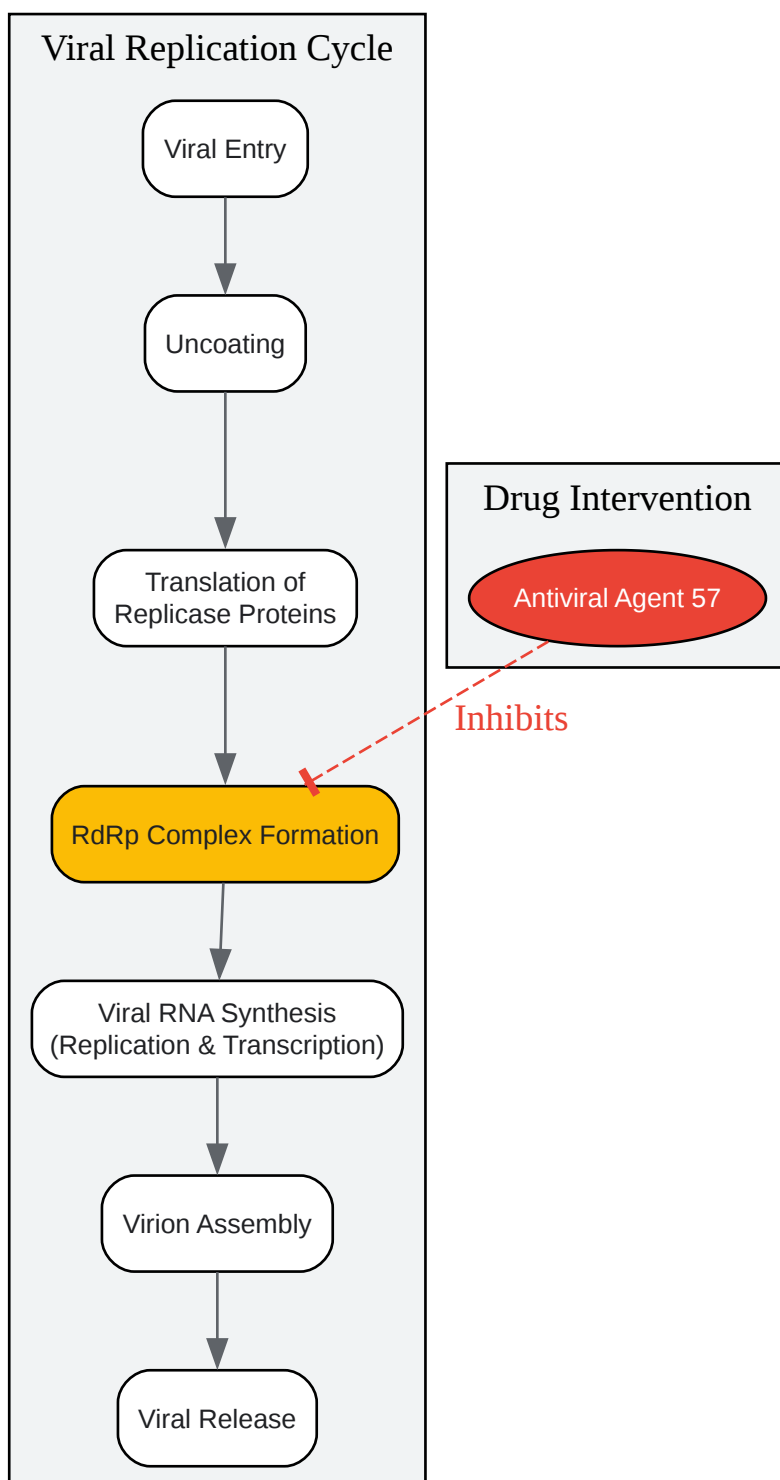 Viral Replication Cycle
Viral Entry
Uncoating
Drug Intervention
Antiviral Agent 57
Translation of
Replicase Proteins
Inhibits
RdRp Complex Formation
Viral RNA Synthesis
(Replication & Transcription)
Virion Assembly
Viral Release